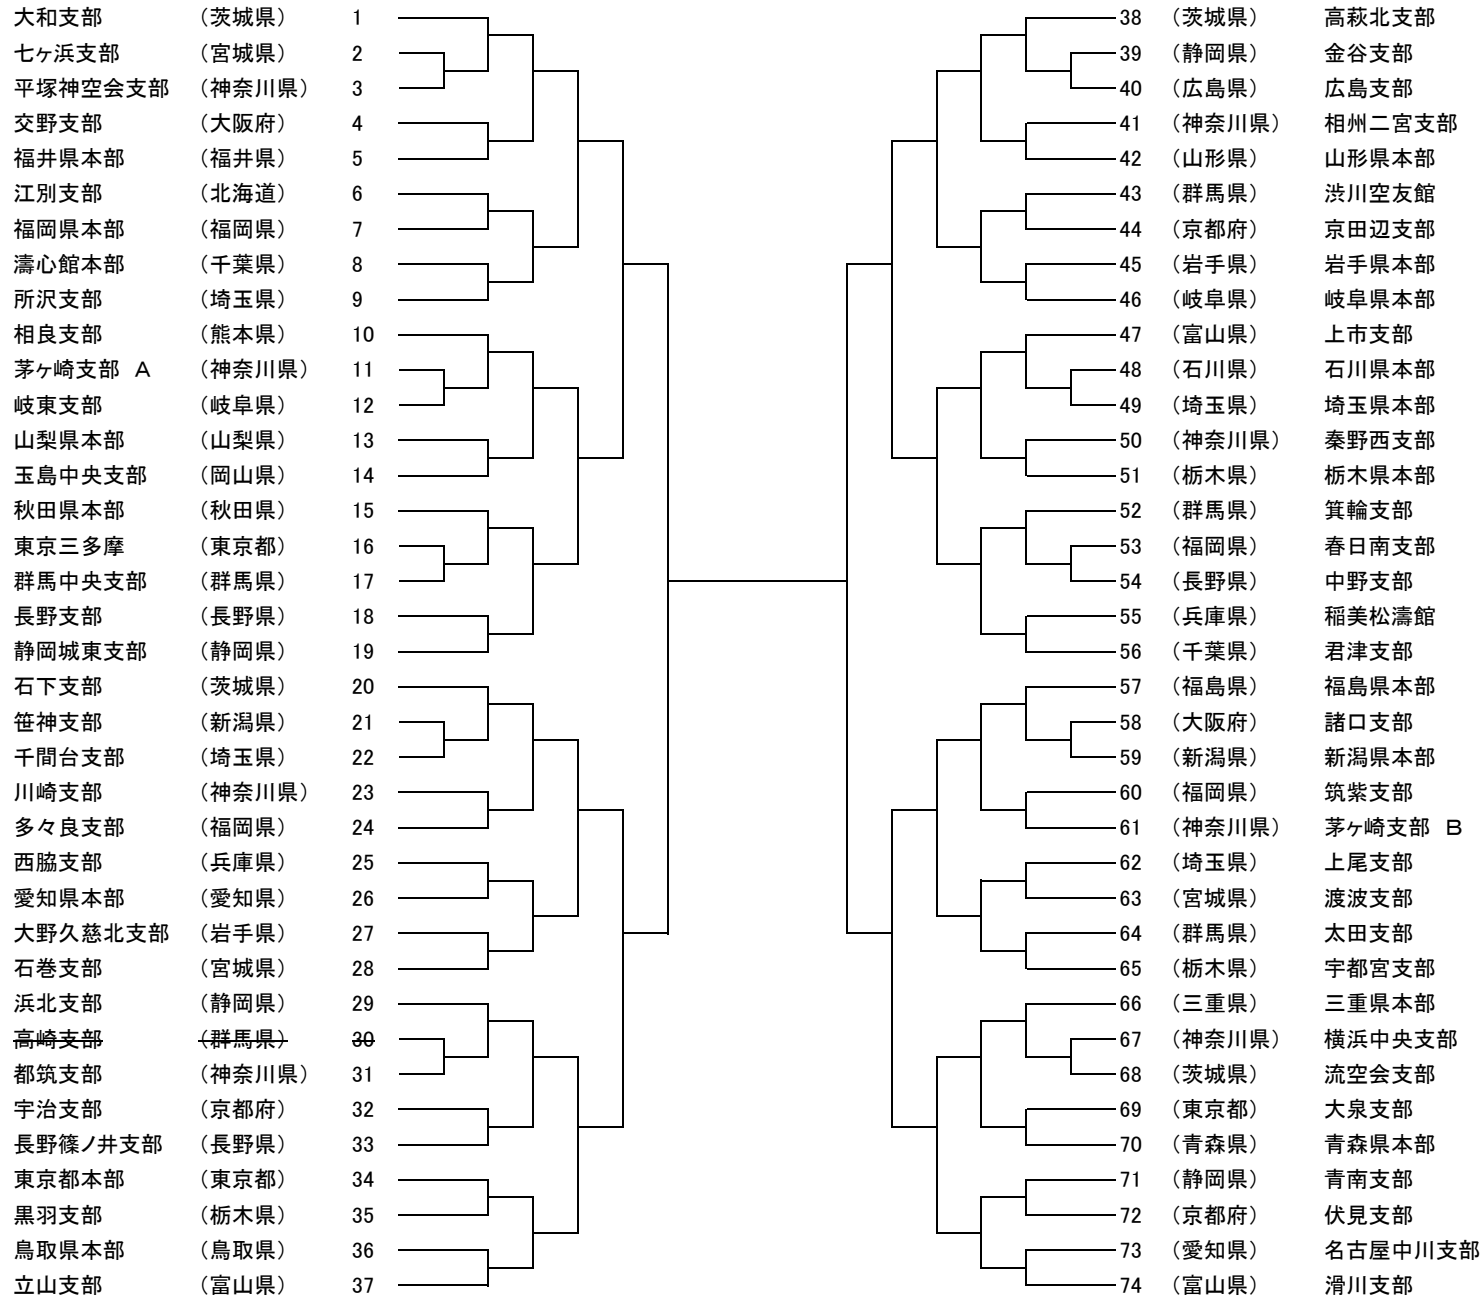 大和支部 （茨城県） 1
七ヶ浜支部 （宮城県） 2
平塚神空会支部 （神奈川県） 3
交野支部 （大阪府） 4
福井県本部 （福井県） 5
江別支部 （北海道） 6
福岡県本部 （福岡県） 7
濤心館本部 （千葉県） 8
所沢支部 （埼玉県） 9
相良支部 （熊本県） 10
茅ヶ崎支部 A （神奈川県） 11
岐東支部 （岐阜県） 12
山梨県本部 （山梨県） 13
玉島中央支部 （岡山県） 14
秋田県本部 （秋田県） 15
東京三多摩 （東京都） 16
群馬中央支部 （群馬県） 17
長野支部 （長野県） 18
静岡城東支部 （静岡県） 19
石下支部 （茨城県） 20
笹神支部 （新潟県） 21
千間台支部 （埼玉県） 22
川崎支部 （神奈川県） 23
多々良支部 （福岡県） 24
西脇支部 （兵庫県） 25
愛知県本部 （愛知県） 26
大野久慈北支部 （岩手県） 27
石巻支部 （宮城県） 28
浜北支部 （静岡県） 29
高崎支部 （群馬県） 30
都筑支部 （神奈川県） 31
宇治支部 （京都府） 32
長野篠ノ井支部 （長野県） 33
東京都本部 （東京都） 34
黒羽支部 （栃木県） 35
鳥取県本部 （鳥取県） 36
立山支部 （富山県） 37
38 （茨城県） 高萩北支部
39 （静岡県） 金谷支部
40 （広島県） 広島支部
41 （神奈川県） 相州二宮支部
42 （山形県） 山形県本部
43 （群馬県） 渋川空友館
44 （京都府） 京田辺支部
45 （岩手県） 岩手県本部
46 （岐阜県） 岐阜県本部
47 （富山県） 上市支部
48 （石川県） 石川県本部
49 （埼玉県） 埼玉県本部
50 （神奈川県） 秦野西支部
51 （栃木県） 栃木県本部
52 （群馬県） 箕輪支部
53 （福岡県） 春日南支部
54 （長野県） 中野支部
55 （兵庫県） 稲美松濤館
56 （千葉県） 君津支部
57 （福島県） 福島県本部
58 （大阪府） 諸口支部
59 （新潟県） 新潟県本部
60 （福岡県） 筑紫支部
61 （神奈川県） 茅ヶ崎支部 B
62 （埼玉県） 上尾支部
63 （宮城県） 渡波支部
64 （群馬県） 太田支部
65 （栃木県） 宇都宮支部
66 （三重県） 三重県本部
67 （神奈川県） 横浜中央支部
68 （茨城県） 流空会支部
69 （東京都） 大泉支部
70 （青森県） 青森県本部
71 （静岡県） 青南支部
72 （京都府） 伏見支部
73 （愛知県） 名古屋中川支部
74 （富山県） 滑川支部